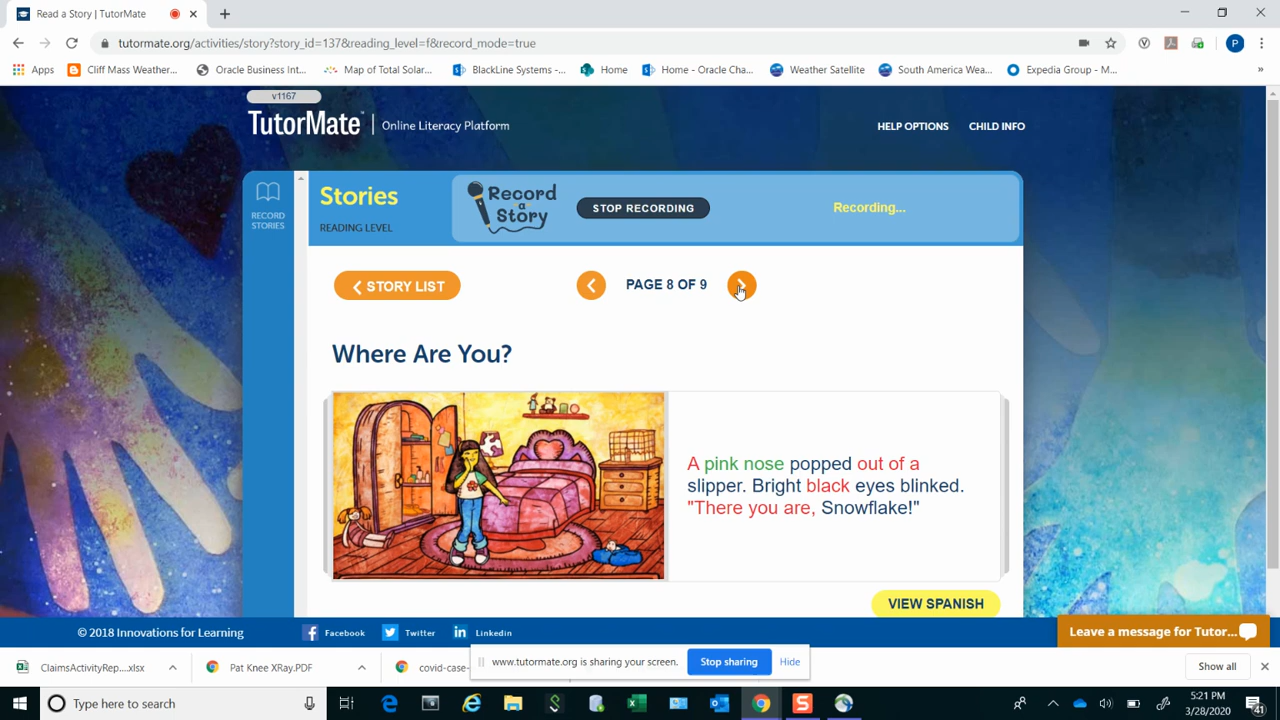 Read a Story | TutorMate
tutormate.org/activities/story?story_id=137&reading_level=f&record_mode=true
P
Apps
Cliff Mass Weather...
Oracle Business Int...
Map of Total Solar...
BlackLine Systems -...
Home
Home - Oracle Cha...
Weather Satellite
South America Wea...
Expedia Group - M...
»
v1167
TutorMate | Online Literacy Platform
HELP OPTIONS CHILD INFO
RECORD
STORIES
Stories
READING LEVEL
Record
a
Story
STOP RECORDING
Recording...
STORY LIST
PAGE 8 OF 9
Where Are You?
A pink nose popped out of a
slipper. Bright black eyes blinked.
"There you are, Snowflake!"
VIEW SPANISH
© 2018 Innovations for Learning
Facebook
Twitter
Linkedin
Leave a message for Tutor...
ClaimsActivityRep....xlsx
Pat Knee XRay.PDF
covid-case-
www.tutormate.org is sharing your screen.
Stop sharing
Hide
Show all
Type here to search
5:21 PM
3/28/2020
41